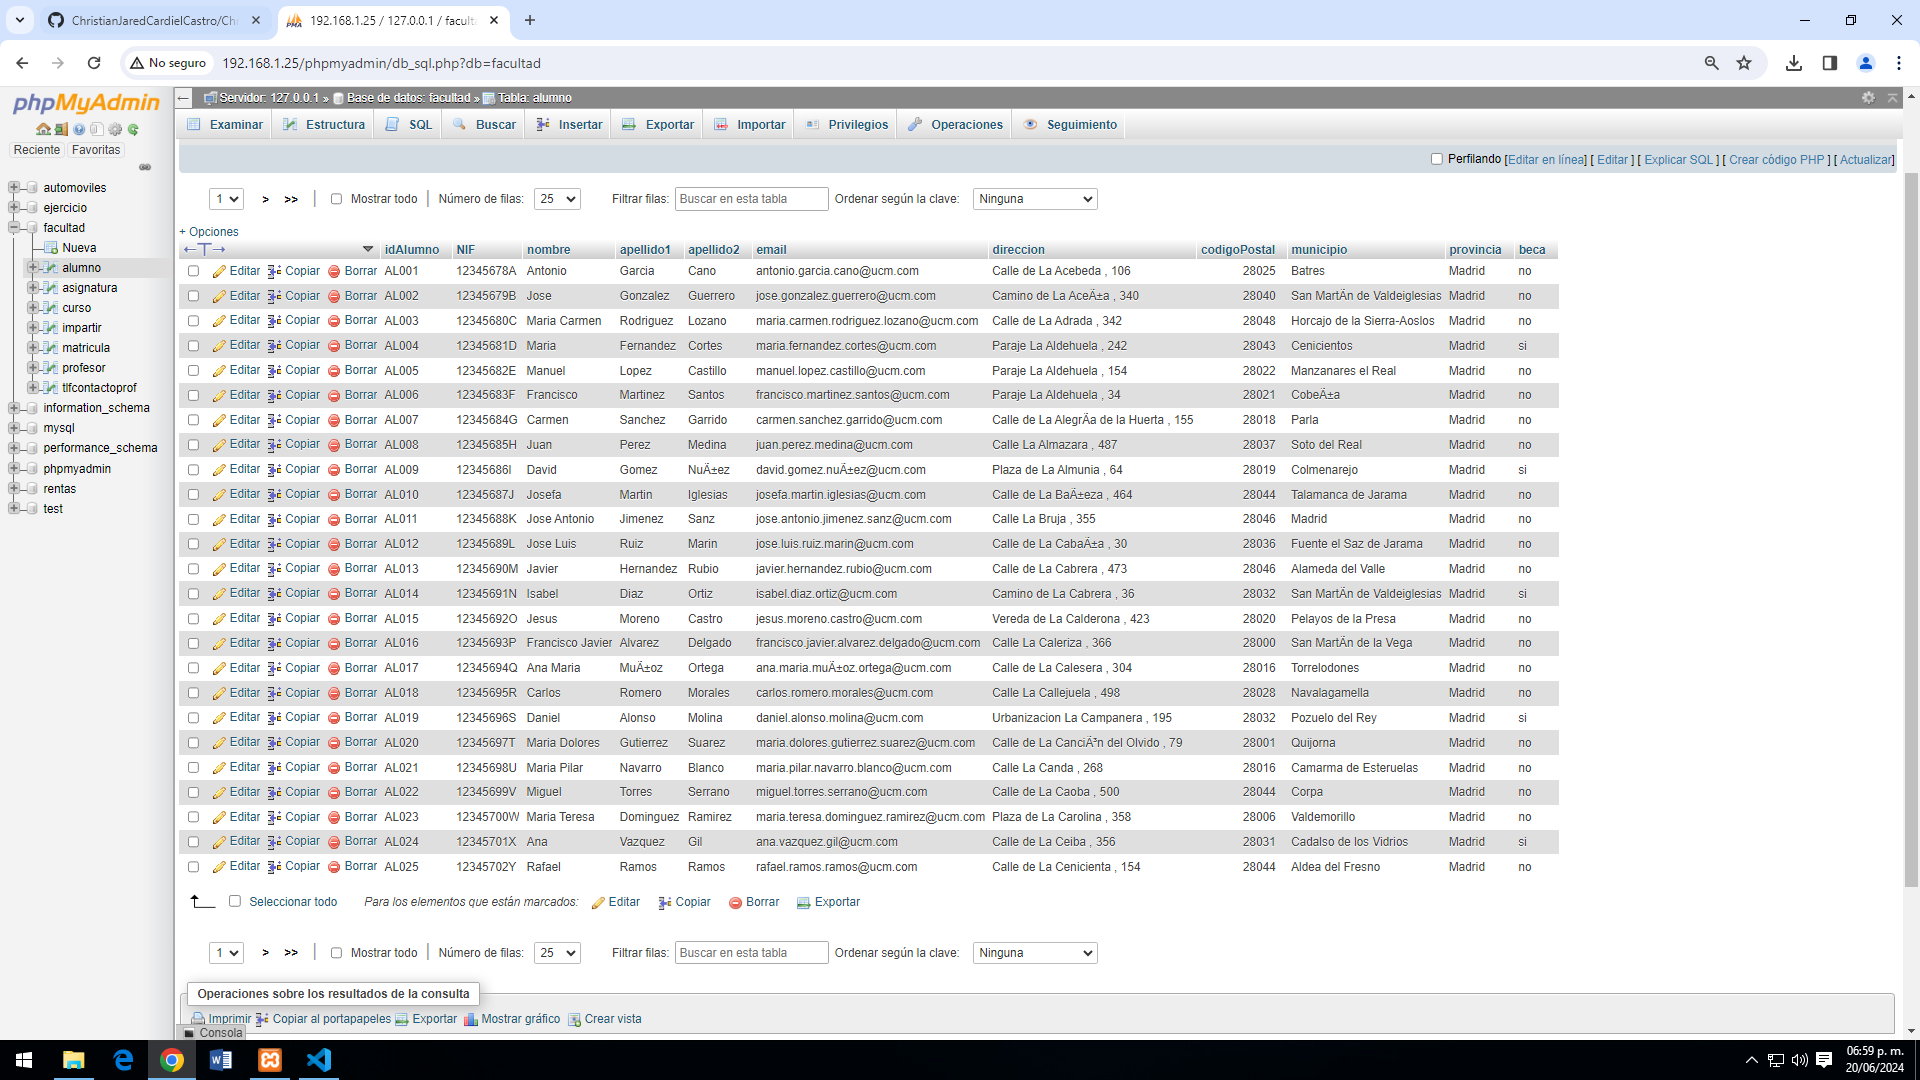 ChristianJaredCardielCastro/Ch
192.168.1.25 / 127.0.0.1 / faculta
No seguro
192.168.1.25/phpmyadmin/db_sql.php?db=facultad
phpMyAdmin
Reciente Favoritas
automoviles
ejercicio
facultad
Nueva
alumno
asignatura
curso
impartir
matricula
profesor
tlfcontactoprof
information_schema
mysql
performance_schema
phpmyadmin
rentas
test
Servidor: 127.0.0.1 » Base de datos: facultad » Tabla: alumno
Examinar Estructura SQL Buscar Insertar Exportar Importar Privilegios Operaciones Seguimiento
Perfilando [Editar en línea] [ Editar ] [ Explicar SQL ] [ Crear código PHP ] [ Actualizar]
1 > >> Mostrar todo Número de filas: 25 Filtrar filas: Buscar en esta tabla Ordenar según la clave: Ninguna
+ Opciones
←T→ idAlumno NIF nombre apellido1 apellido2 email direccion codigoPostal municipio provincia beca
Editar Copiar Borrar AL001 12345678A Antonio Garcia Cano antonio.garcia.cano@ucm.com Calle de La Acebeda , 106 28025 Batres Madrid no
Editar Copiar Borrar AL002 12345679B Jose Gonzalez Guerrero jose.gonzalez.guerrero@ucm.com Camino de La AceÄ±a , 340 28040 San MartÄn de Valdeiglesias Madrid no
Editar Copiar Borrar AL003 12345680C Maria Carmen Rodriguez Lozano maria.carmen.rodriguez.lozano@ucm.com Calle de La Adrada , 342 28048 Horcajo de la Sierra-Aoslos Madrid no
Editar Copiar Borrar AL004 12345681D Maria Fernandez Cortes maria.fernandez.cortes@ucm.com Paraje La Aldehuela , 242 28043 Cenicientos Madrid si
Editar Copiar Borrar AL005 12345682E Manuel Lopez Castillo manuel.lopez.castillo@ucm.com Paraje La Aldehuela , 154 28022 Manzanares el Real Madrid no
Editar Copiar Borrar AL006 12345683F Francisco Martinez Santos francisco.martinez.santos@ucm.com Paraje La Aldehuela , 34 28021 CobeÄ±a Madrid no
Editar Copiar Borrar AL007 12345684G Carmen Sanchez Garrido carmen.sanchez.garrido@ucm.com Calle de La AlegrÄa de la Huerta , 155 28018 Parla Madrid no
Editar Copiar Borrar AL008 12345685H Juan Perez Medina juan.perez.medina@ucm.com Calle La Almazara , 487 28037 Soto del Real Madrid no
Editar Copiar Borrar AL009 12345686I David Gomez NuÄ±ez david.gomez.nuÄ±ez@ucm.com Plaza de La Almunia , 64 28019 Colmenarejo Madrid si
Editar Copiar Borrar AL010 12345687J Josefa Martin Iglesias josefa.martin.iglesias@ucm.com Calle de La BaÄ±eza , 464 28044 Talamanca de Jarama Madrid no
Editar Copiar Borrar AL011 12345688K Jose Antonio Jimenez Sanz jose.antonio.jimenez.sanz@ucm.com Calle La Bruja , 355 28046 Madrid Madrid no
Editar Copiar Borrar AL012 12345689L Jose Luis Ruiz Marin jose.luis.ruiz.marin@ucm.com Calle de La CabaÄ±a , 30 28036 Fuente el Saz de Jarama Madrid no
Editar Copiar Borrar AL013 12345690M Javier Hernandez Rubio javier.hernandez.rubio@ucm.com Calle de La Cabrera , 473 28046 Alameda del Valle Madrid no
Editar Copiar Borrar AL014 12345691N Isabel Diaz Ortiz isabel.diaz.ortiz@ucm.com Camino de La Cabrera , 36 28032 San MartÄn de Valdeiglesias Madrid si
Editar Copiar Borrar AL015 12345692O Jesus Moreno Castro jesus.moreno.castro@ucm.com Vereda de La Calderona , 423 28020 Pelayos de la Presa Madrid no
Editar Copiar Borrar AL016 12345693P Francisco Javier Alvarez Delgado francisco.javier.alvarez.delgado@ucm.com Calle La Caleriza , 366 28000 San MartÄn de la Vega Madrid no
Editar Copiar Borrar AL017 12345694Q Ana Maria MuÄ±oz Ortega ana.maria.muÄ±oz.ortega@ucm.com Calle de La Calesera , 304 28016 Torrelodones Madrid no
Editar Copiar Borrar AL018 12345695R Carlos Romero Morales carlos.romero.morales@ucm.com Calle La Callejuela , 498 28028 Navalagamella Madrid no
Editar Copiar Borrar AL019 12345696S Daniel Alonso Molina daniel.alonso.molina@ucm.com Urbanizacion La Campanera , 195 28032 Pozuelo del Rey Madrid si
Editar Copiar Borrar AL020 12345697T Maria Dolores Gutierrez Suarez maria.dolores.gutierrez.suarez@ucm.com Calle de La CanciÄ³n del Olvido , 79 28001 Quijorna Madrid no
Editar Copiar Borrar AL021 12345698U Maria Pilar Navarro Blanco maria.pilar.navarro.blanco@ucm.com Calle La Canda , 268 28016 Camarma de Esteruelas Madrid no
Editar Copiar Borrar AL022 12345699V Miguel Torres Serrano miguel.torres.serrano@ucm.com Calle de La Caoba , 500 28044 Corpa Madrid no
Editar Copiar Borrar AL023 12345700W Maria Teresa Dominguez Ramirez maria.teresa.dominguez.ramirez@ucm.com Plaza de La Carolina , 358 28006 Valdemorillo Madrid no
Editar Copiar Borrar AL024 12345701X Ana Vazquez Gil ana.vazquez.gil@ucm.com Calle de La Ceiba , 356 28031 Cadalso de los Vidrios Madrid si
Editar Copiar Borrar AL025 12345702Y Rafael Ramos Ramos rafael.ramos.ramos@ucm.com Calle de La Cenicienta , 154 28044 Aldea del Fresno Madrid no
Seleccionar todo Para los elementos que están marcados: Editar Copiar Borrar Exportar
1 > >> Mostrar todo Número de filas: 25 Filtrar filas: Buscar en esta tabla Ordenar según la clave: Ninguna
Operaciones sobre los resultados de la consulta
Imprimir Copiar al portapapeles Exportar Mostrar gráfico Crear vista
Consola
06:59 p. m.
20/06/2024